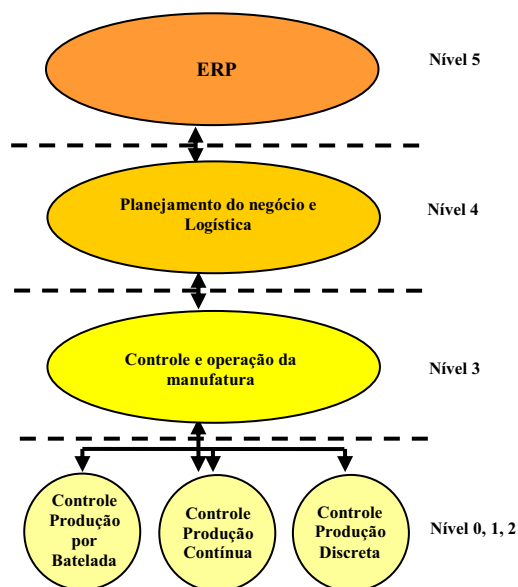 ERP
Nível 5
Planejamento do negócio e
Logística
Nível 4
Controle e operação da
manufatura
Nível 3
Controle
Produção
por
Batelada
Controle
Produção
Contínua
Controle
Produção
Discreta
Nível 0, 1, 2